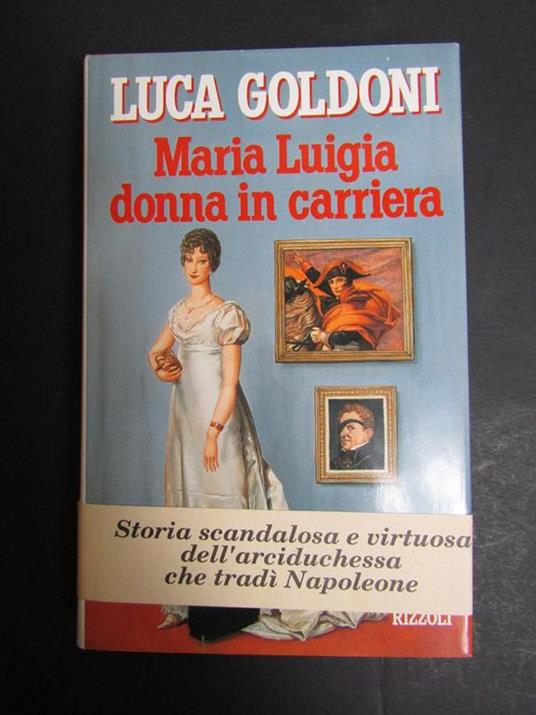 LUCA GOLDONI
Maria Luigia
donna in carriera
Storia scandalosa e virtuosa
dell'arciduchessa
che tradì Napoleone
RIZZOLI